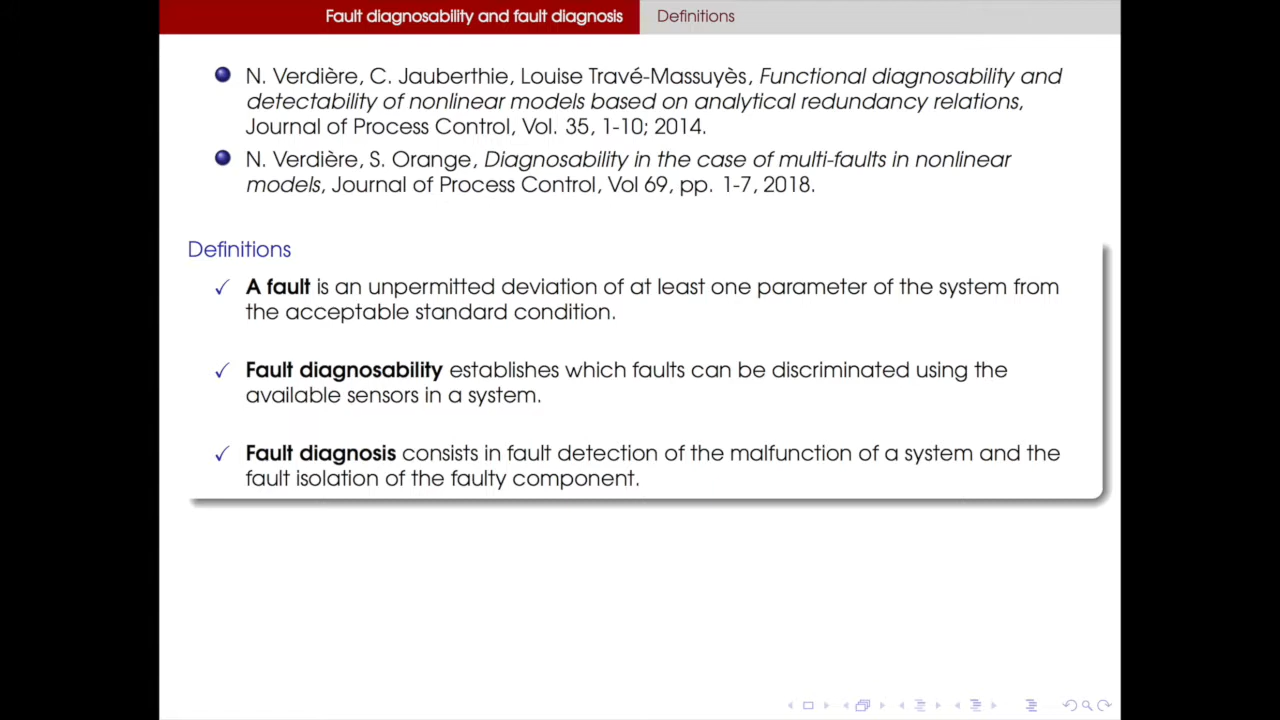 Fault diagnosability and fault diagnosis
Definitions
N. Verdière, C. Jauberthie, Louise Travé-Massuyès, Functional diagnosability and
detectability of nonlinear models based on analytical redundancy relations,
Journal of Process Control, Vol. 35, 1-10; 2014.
N. Verdière, S. Orange, Diagnosability in the case of multi-faults in nonlinear
models, Journal of Process Control, Vol 69, pp. 1-7, 2018.
Definitions
✓ A fault is an unpermitted deviation of at least one parameter of the system from
the acceptable standard condition.
✓ Fault diagnosability establishes which faults can be discriminated using the
available sensors in a system.
✓ Fault diagnosis consists in fault detection of the malfunction of a system and the
fault isolation of the faulty component.